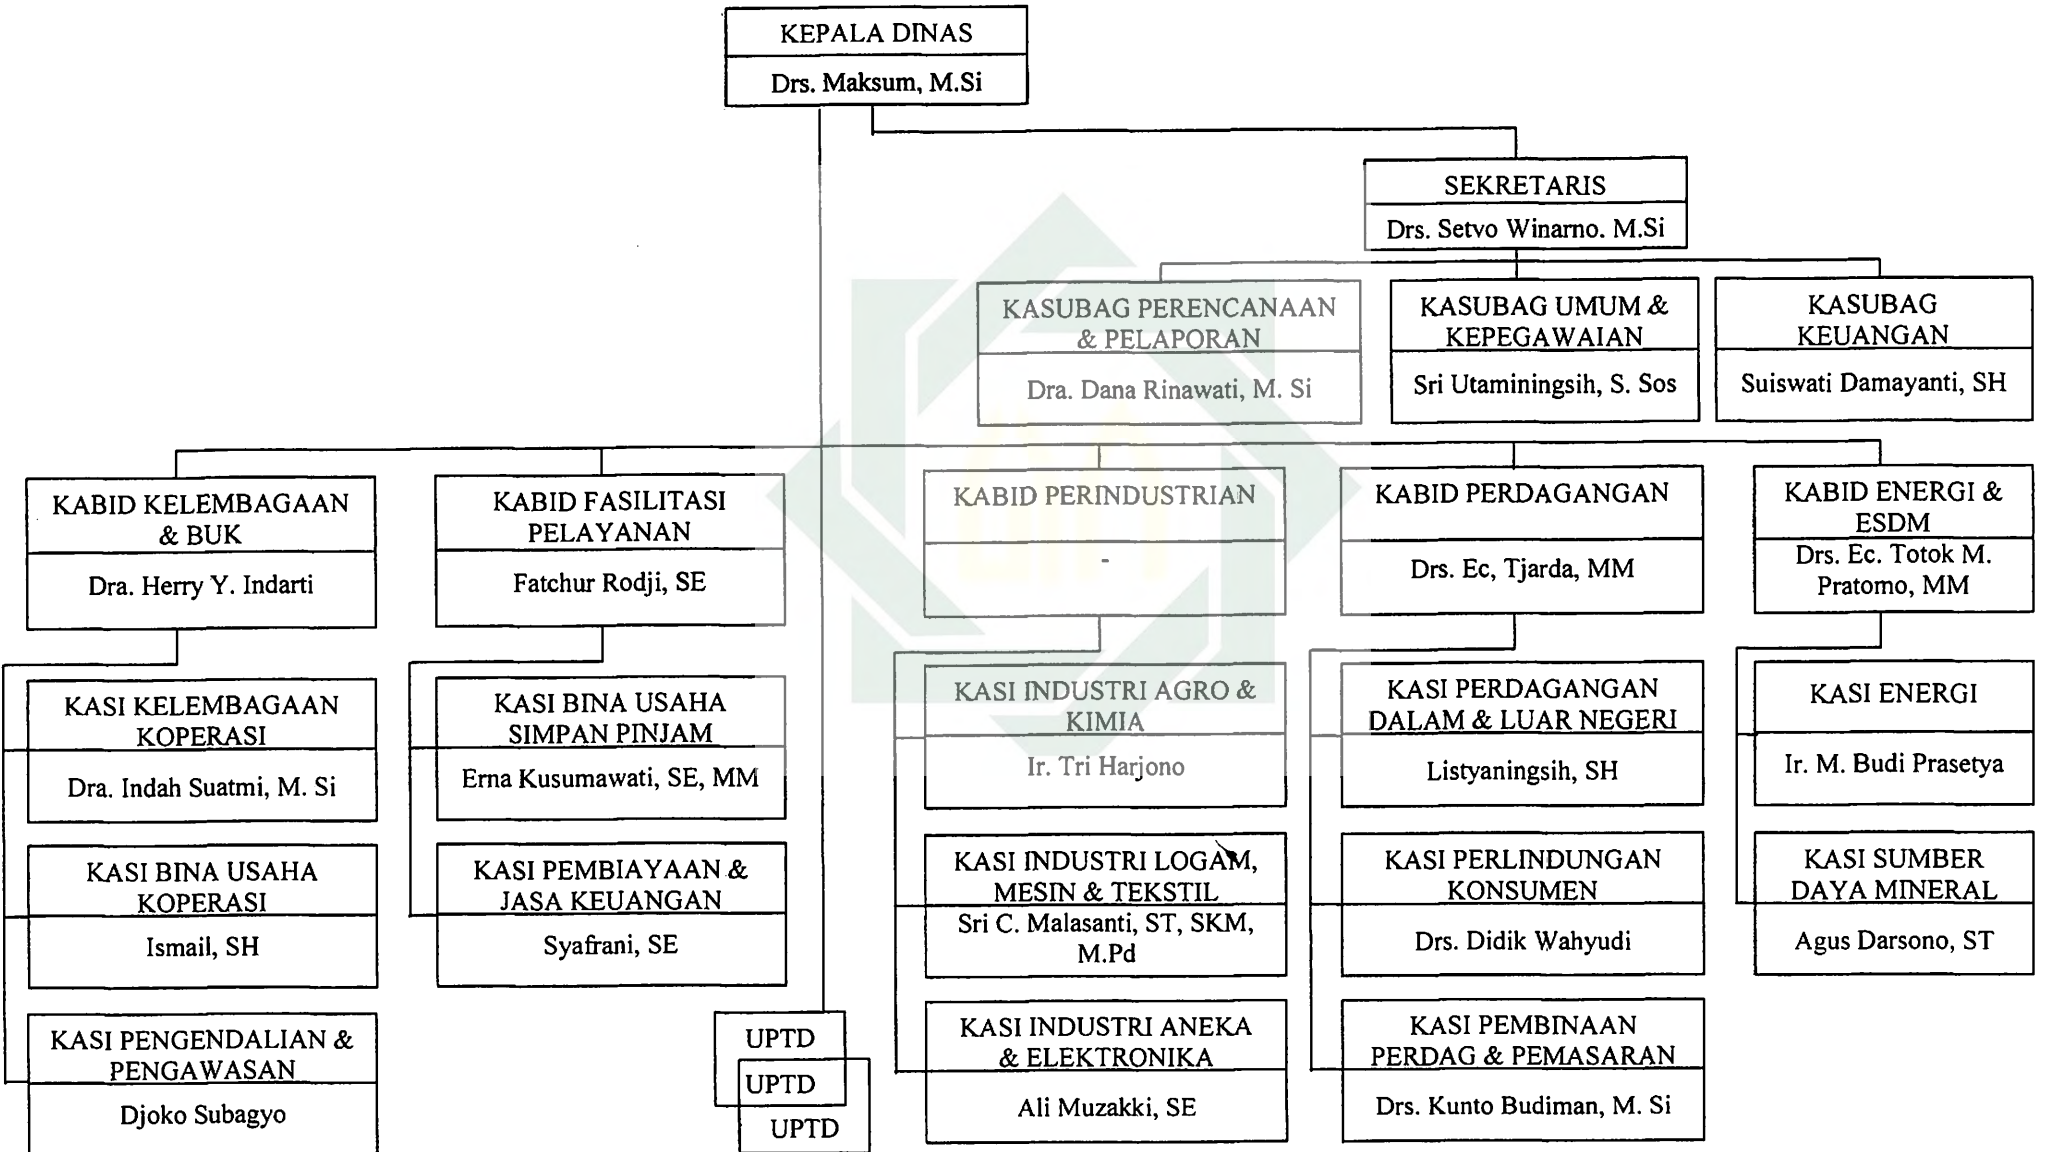 KEPALA DINAS
Drs. Maksum, M.Si
SEKRETARIS
Drs. Setvo Winarno. M.Si
KASUBAG PERENCANAAN
& PELAPORAN
Dra. Dana Rinawati, M. Si
KASUBAG UMUM &
KEPEGAWAIAN
Sri Utaminingsih, S. Sos
KASUBAG
KEUANGAN
Suiswati Damayanti, SH
KABID KELEMBAGAAN
& BUK
Dra. Herry Y. Indarti
KABID FASILITASI
PELAYANAN
Fatchur Rodji, SE
KABID PERINDUSTRIAN
-
KABID PERDAGANGAN
Drs. Ec, Tjarda, MM
KABID ENERGI &
ESDM
Drs. Ec. Totok M.
Pratomo, MM
KASI KELEMBAGAAN
KOPERASI
Dra. Indah Suatmi, M. Si
KASI BINA USAHA
SIMPAN PINJAM
Erna Kusumawati, SE, MM
KASI INDUSTRI AGRO &
KIMIA
Ir. Tri Harjono
KASI PERDAGANGAN
DALAM & LUAR NEGERI
Listyaningsih, SH
KASI ENERGI
Ir. M. Budi Prasetya
KASI BINA USAHA
KOPERASI
Ismail, SH
KASI PEMBIAYAAN &
JASA KEUANGAN
Syafrani, SE
KASI INDUSTRI LOGAM,
MESIN & TEKSTIL
Sri C. Malasanti, ST, SKM,
M.Pd
KASI PERLINDUNGAN
KONSUMEN
Drs. Didik Wahyudi
KASI SUMBER
DAYA MINERAL
Agus Darsono, ST
KASI PENGENDALIAN &
PENGAWASAN
Djoko Subagyo
UPTD
UPTD
UPTD
KASI INDUSTRI ANEKA
& ELEKTRONIKA
Ali Muzakki, SE
KASI PEMBINAAN
PERDAG & PEMASARAN
Drs. Kunto Budiman, M. Si